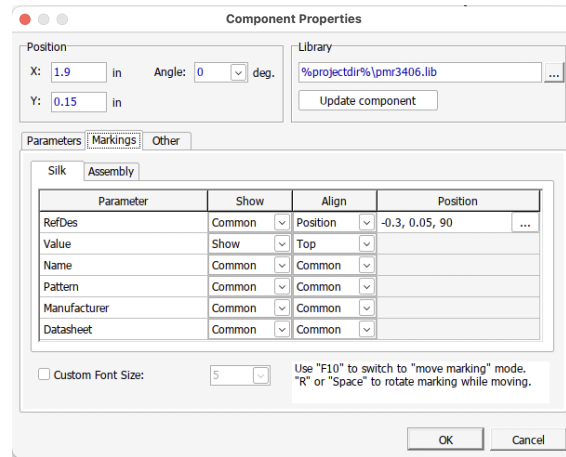 Component Properties
Position
X: 1.9 in Angle: 0 deg.
Y: 0.15 in
Library
%projectdir%\pmr3406.lib ...
Update component
Parameters Markings Other
Silk Assembly
Parameter Show Align Position
RefDes Common Position -0.3, 0.05, 90 ...
Value Show Top
Name Common Common
Pattern Common Common
Manufacturer Common Common
Datasheet Common Common
Custom Font Size: 5
Use "F10" to switch to "move marking" mode.
"R" or "Space" to rotate marking while moving.
OK Cancel